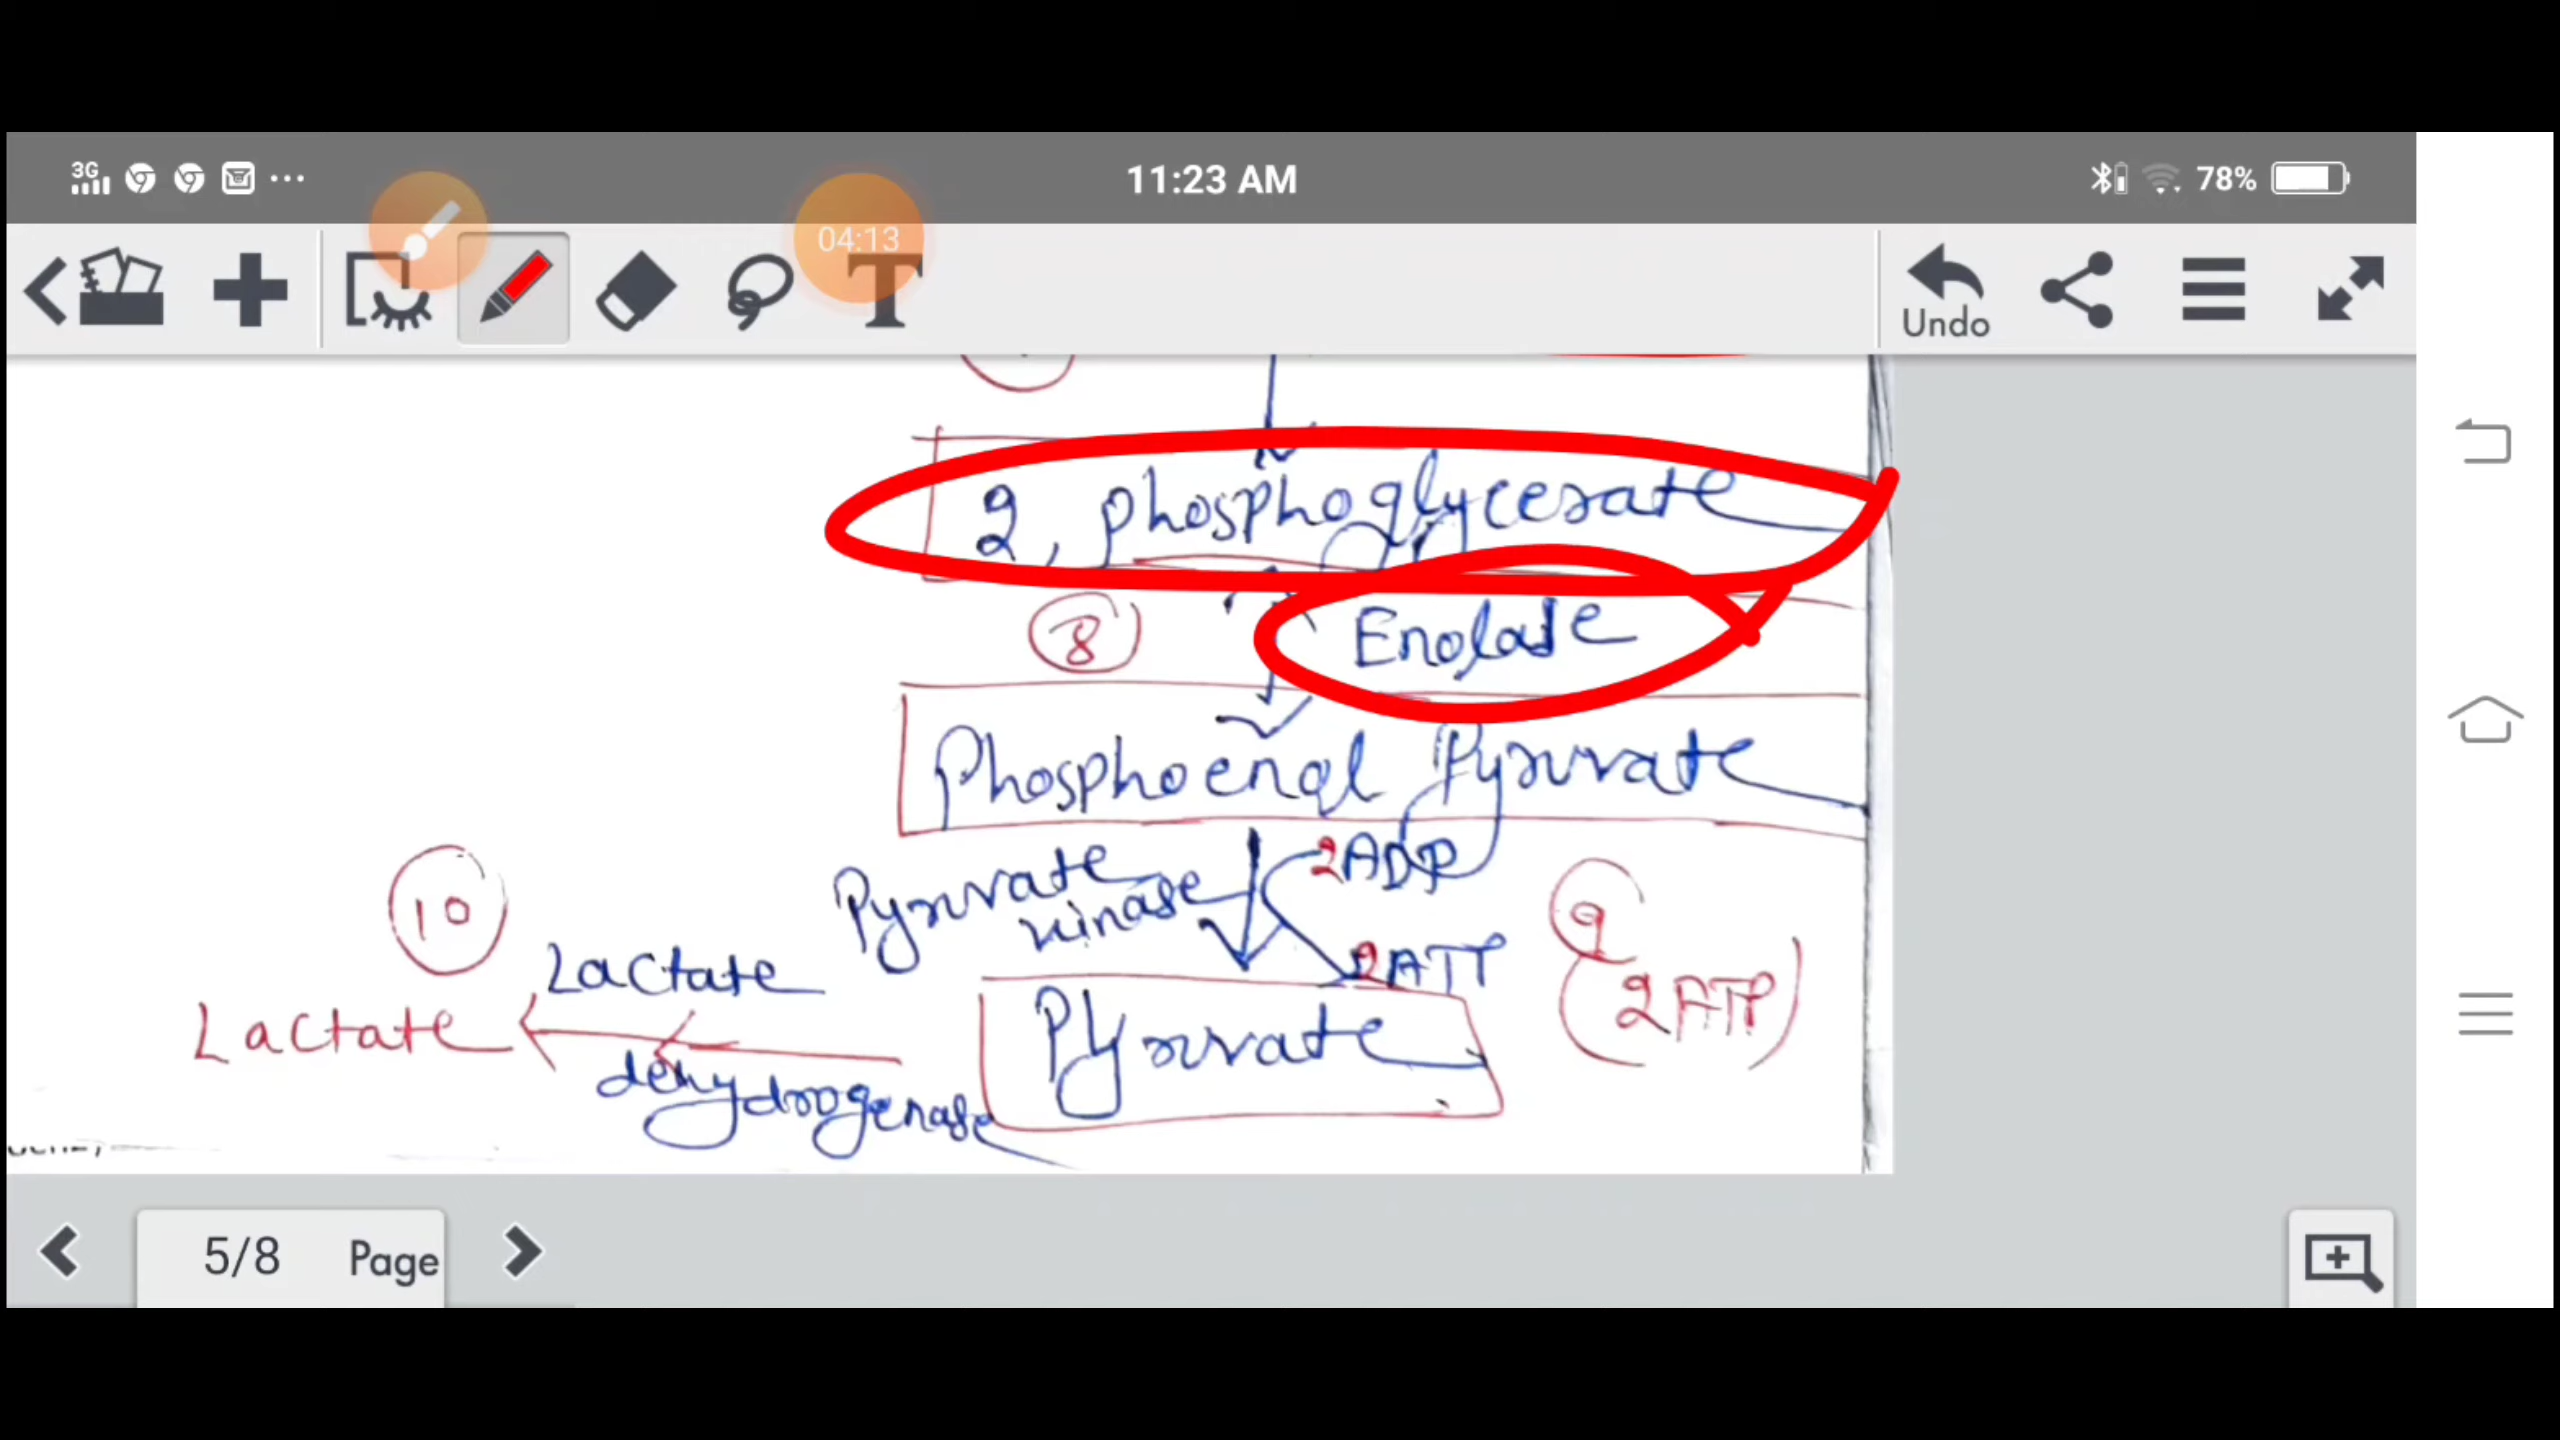 3G
11:23 AM
78%
04:13
T
Undo
2, phosphoglycerate
8
Enolase
Phosphoenol Pyruvate
Pyruvate
kinase
2ADP
2ATP
9
(2ATP)
10
Lactate
Lactate
dehydrogenase
Pyruvate
5/8 Page